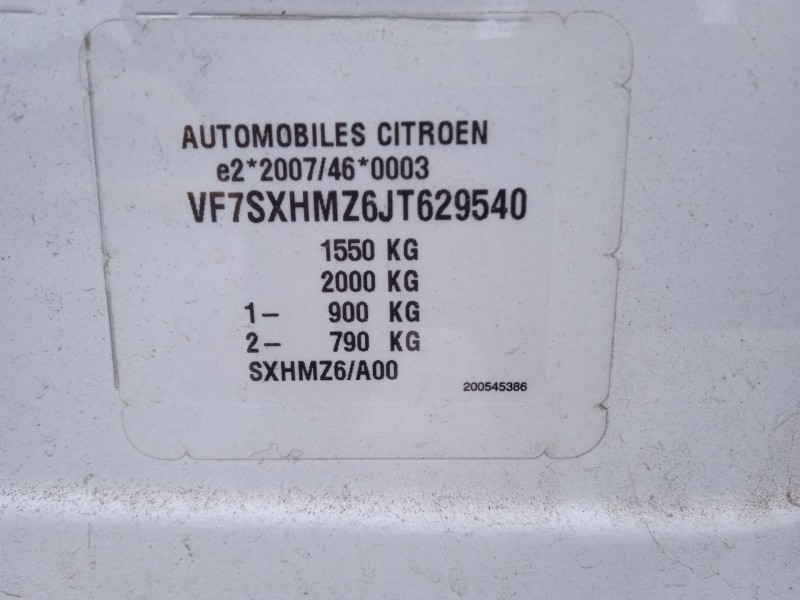 AUTOMOBILES CITROEN
e2*2007/46*0003
VF7SXHMZ6JT629540
1550 KG
2000 KG
1- 900 KG
2- 790 KG
SXHMZ6/A00
200545386